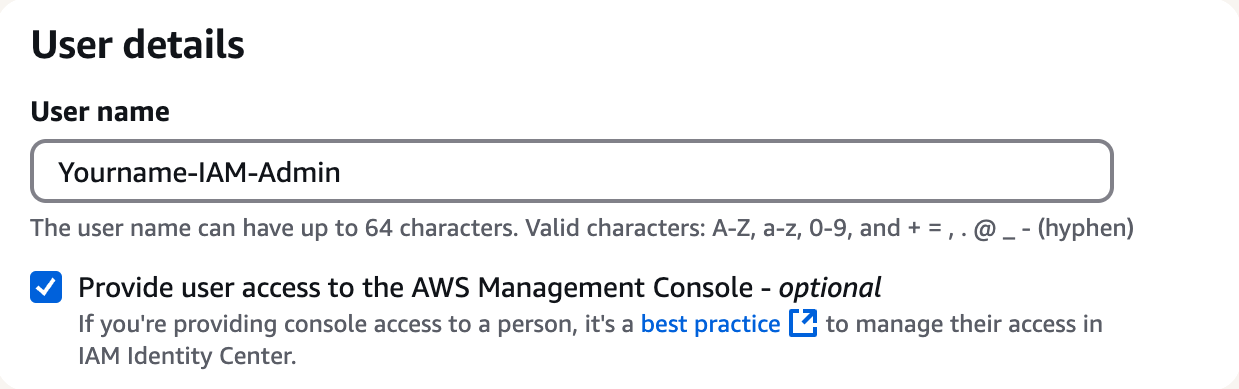 User details
User name
Yourname-IAM-Admin
The user name can have up to 64 characters. Valid characters: A-Z, a-z, 0-9, and + = , . @ _ - (hyphen)
Provide user access to the AWS Management Console - optional
If you're providing console access to a person, it's a best practice to manage their access in
IAM Identity Center.